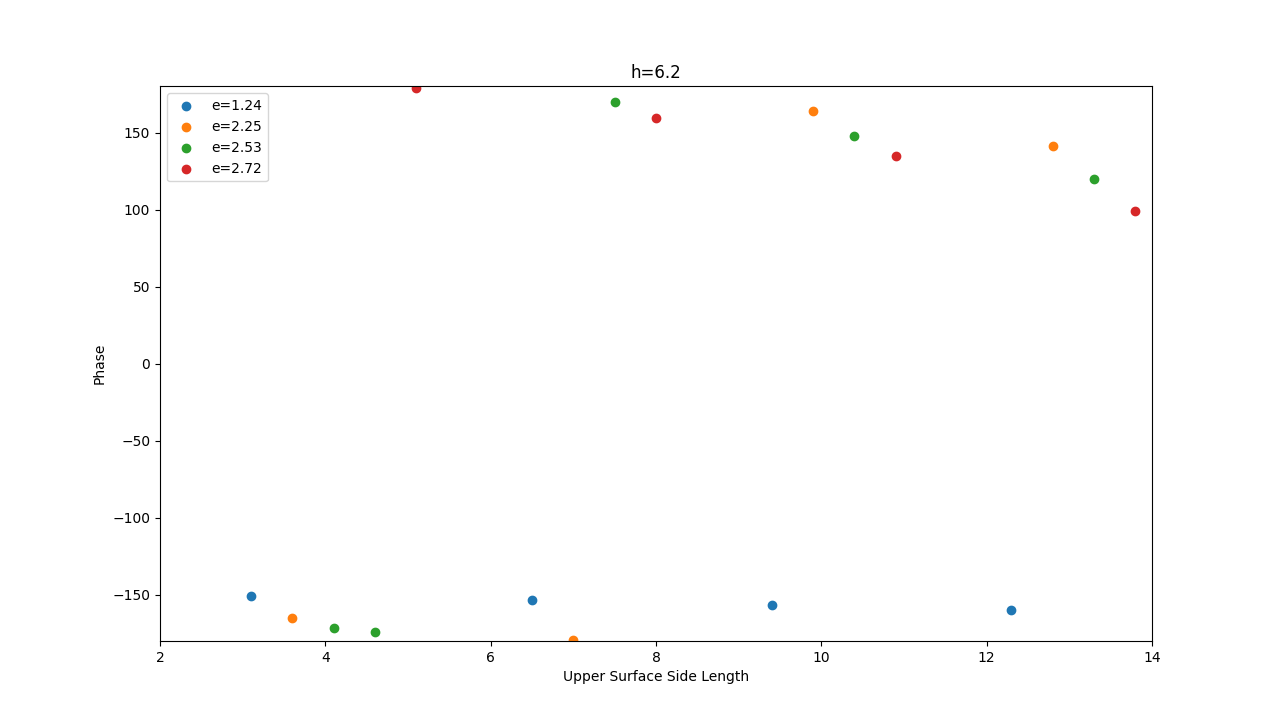 h=6.2
e=1.24
e=2.25
e=2.53
e=2.72
150
100
50
0
−50
−100
−150
Phase
2 4 6 8 10 12 14
Upper Surface Side Length